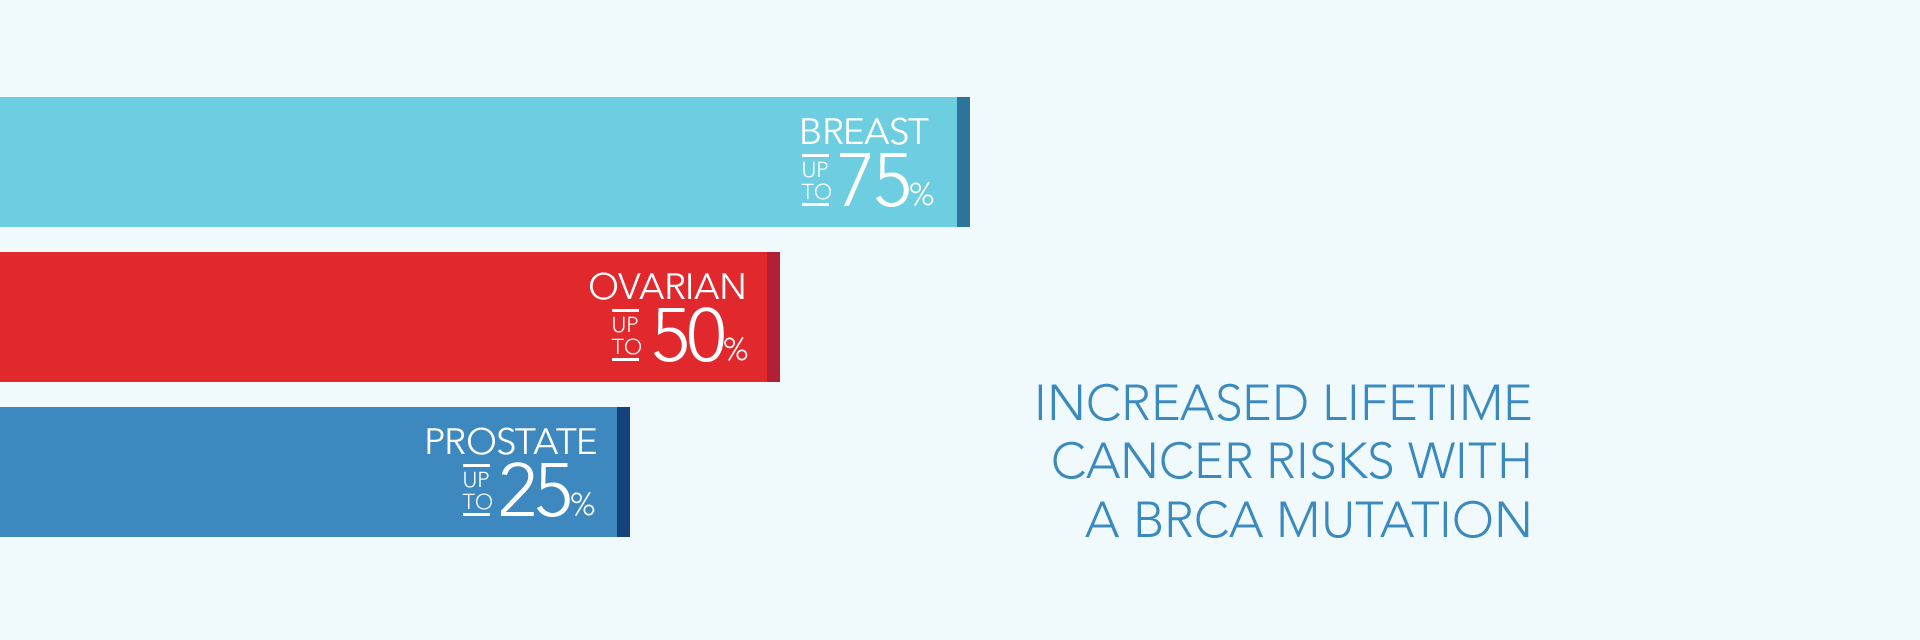 BREAST
UP TO 75%
OVARIAN
UP TO 50%
PROSTATE
UP TO 25%
INCREASED LIFETIME
CANCER RISKS WITH
A BRCA MUTATION